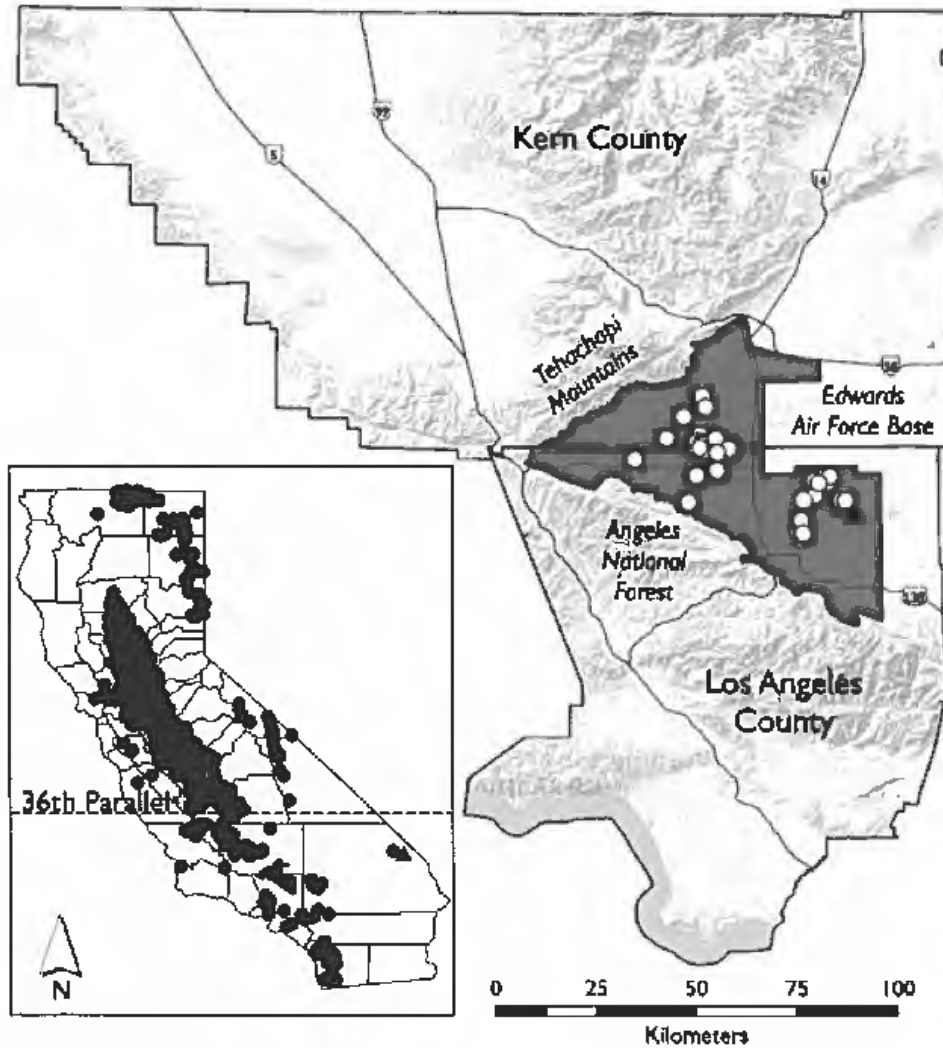 Kern County
5
14
Tehachapi
Mountains
Edwards
Air Force Base
Angeles
National
Forest
Los Angeles
County
36th Parallel
N
0 25 50 75 100
Kilometers